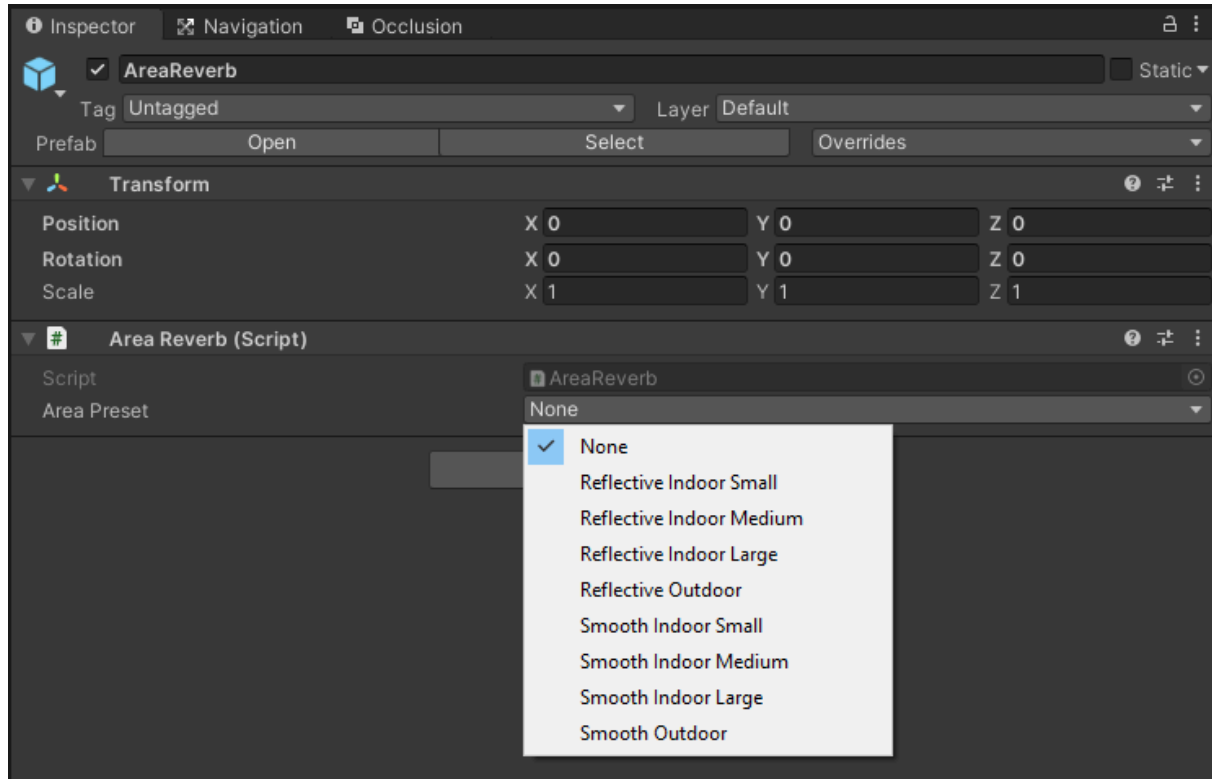 Inspector Navigation Occlusion
AreaReverb Static
Tag Untagged Layer Default
Prefab Open Select Overrides
Transform
Position X 0 Y 0 Z 0
Rotation X 0 Y 0 Z 0
Scale X 1 Y 1 Z 1
# Area Reverb (Script)
Script # AreaReverb
Area Preset None
None
Reflective Indoor Small
Reflective Indoor Medium
Reflective Indoor Large
Reflective Outdoor
Smooth Indoor Small
Smooth Indoor Medium
Smooth Indoor Large
Smooth Outdoor